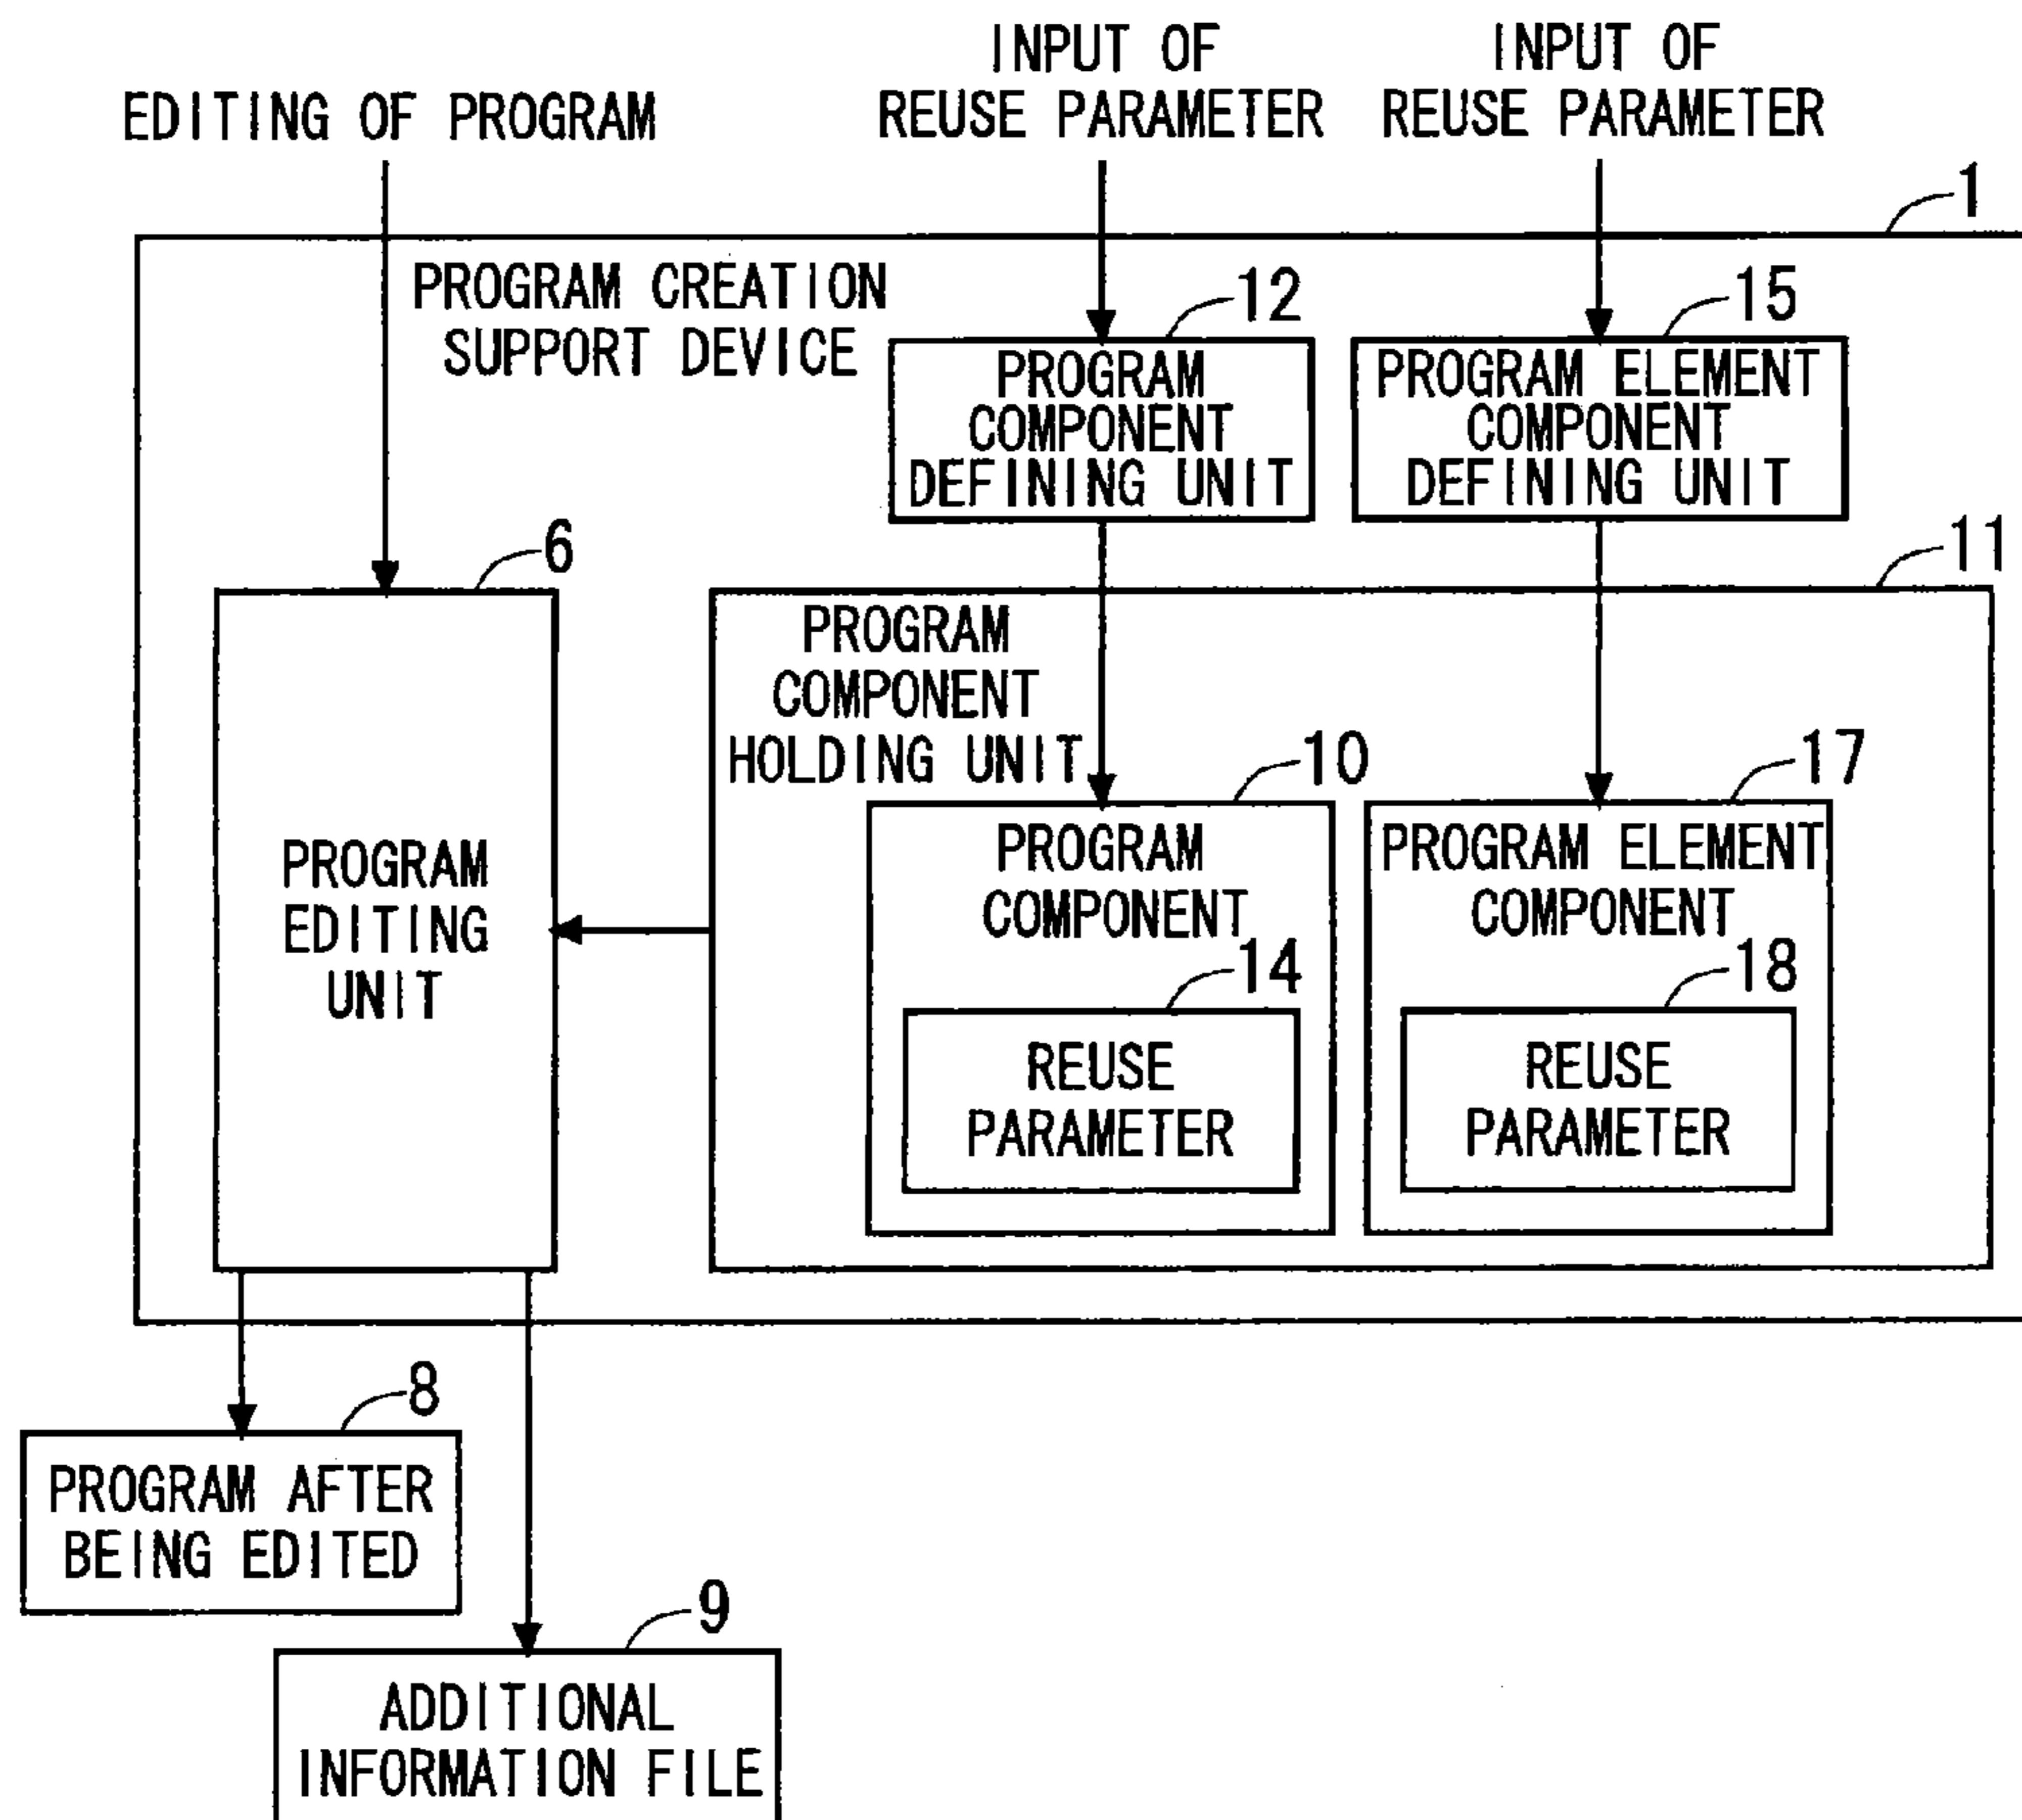 INPUT OF
REUSE PARAMETER
INPUT OF
REUSE PARAMETER
EDITING OF PROGRAM
1
PROGRAM CREATION
SUPPORT DEVICE
12
PROGRAM
COMPONENT
DEFINING UNIT
15
PROGRAM ELEMENT
COMPONENT
DEFINING UNIT
6
PROGRAM
EDITING
UNIT
11
PROGRAM
COMPONENT
HOLDING UNIT
10
PROGRAM
COMPONENT
14
REUSE
PARAMETER
17
PROGRAM ELEMENT
COMPONENT
18
REUSE
PARAMETER
8
PROGRAM AFTER
BEING EDITED
9
ADDITIONAL
INFORMATION FILE